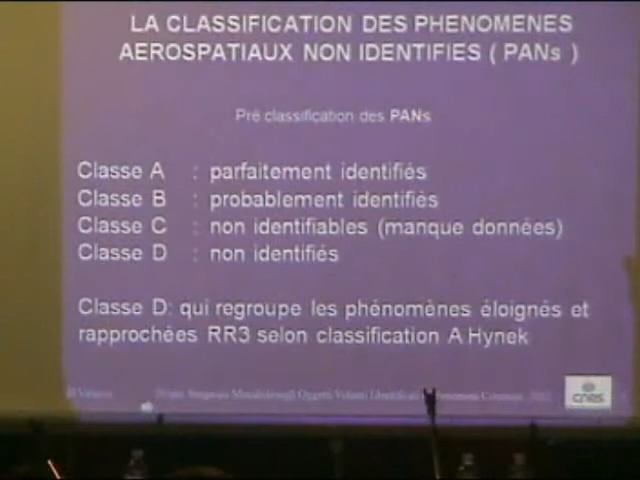 LA CLASSIFICATION DES PHENOMENES
AEROSPATIAUX NON IDENTIFIES ( PANs )
Pré classification des PANs
Classe A : parfaitement identifiés
Classe B : probablement identifiés
Classe C : non identifiables (manque données)
Classe D : non identifiés
Classe D: qui regroupe les phénomènes éloignés et
rapprochées RR3 selon classification A Hynek
cnes